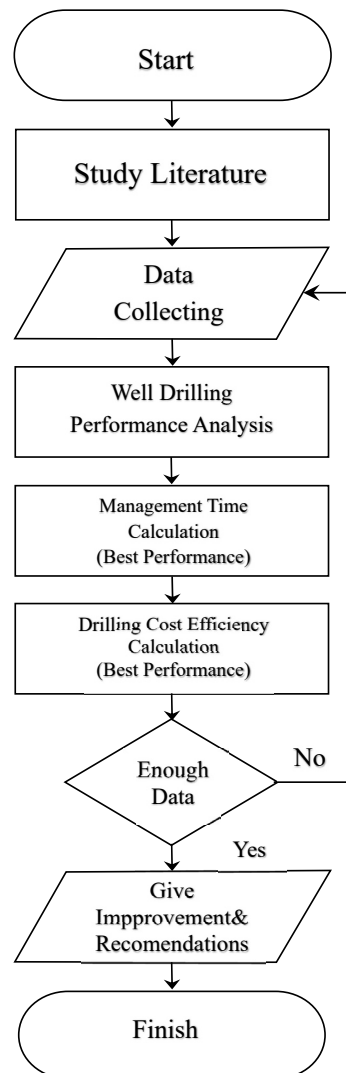 Start
Study Literature
Data
Collecting
Well Drilling
Performance Analysis
Management Time
Calculation
(Best Performance)
Drilling Cost Efficiency
Calculation
(Best Performance)
Enough
Data
No
Yes
Give
Impprovement&
Recomendations
Finish